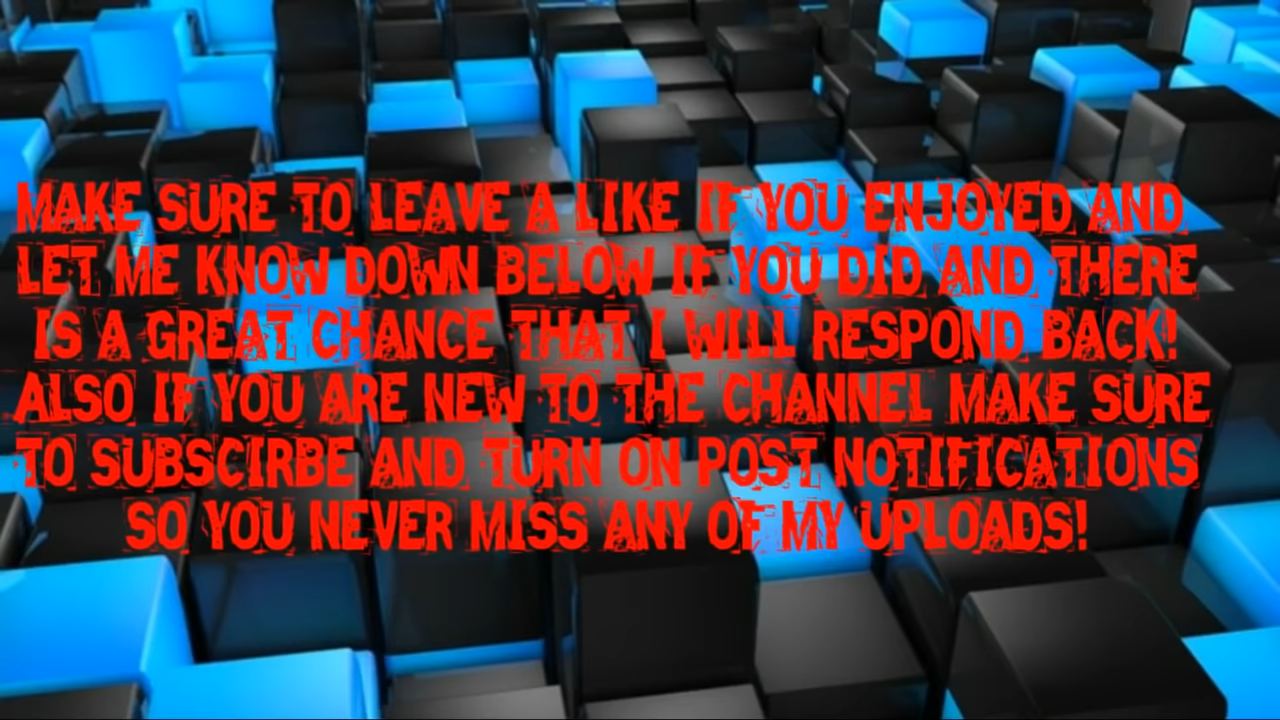 MAKE SURE TO LEAVE A LIKE IF YOU ENJOYED AND
LET ME KNOW DOWN BELOW IF YOU DID AND THERE
IS A GREAT CHANCE THAT I WILL RESPOND BACK!
ALSO IF YOU ARE NEW TO THE CHANNEL MAKE SURE
TO SUBSCIRBE AND TURN ON POST NOTIFICATIONS
SO YOU NEVER MISS ANY OF MY UPLOADS!